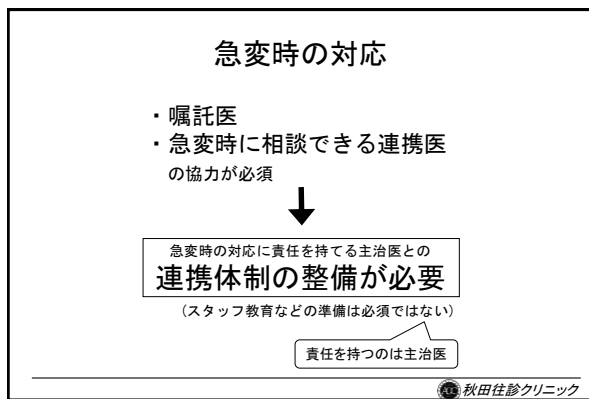 急変時の対応
・嘱託医
・急変時に相談できる連携医
の協力が必須
急変時の対応に責任を持てる主治医との
連携体制の整備が必要
（スタッフ教育などの準備は必須ではない）
責任を持つのは主治医
秋田往診クリニック